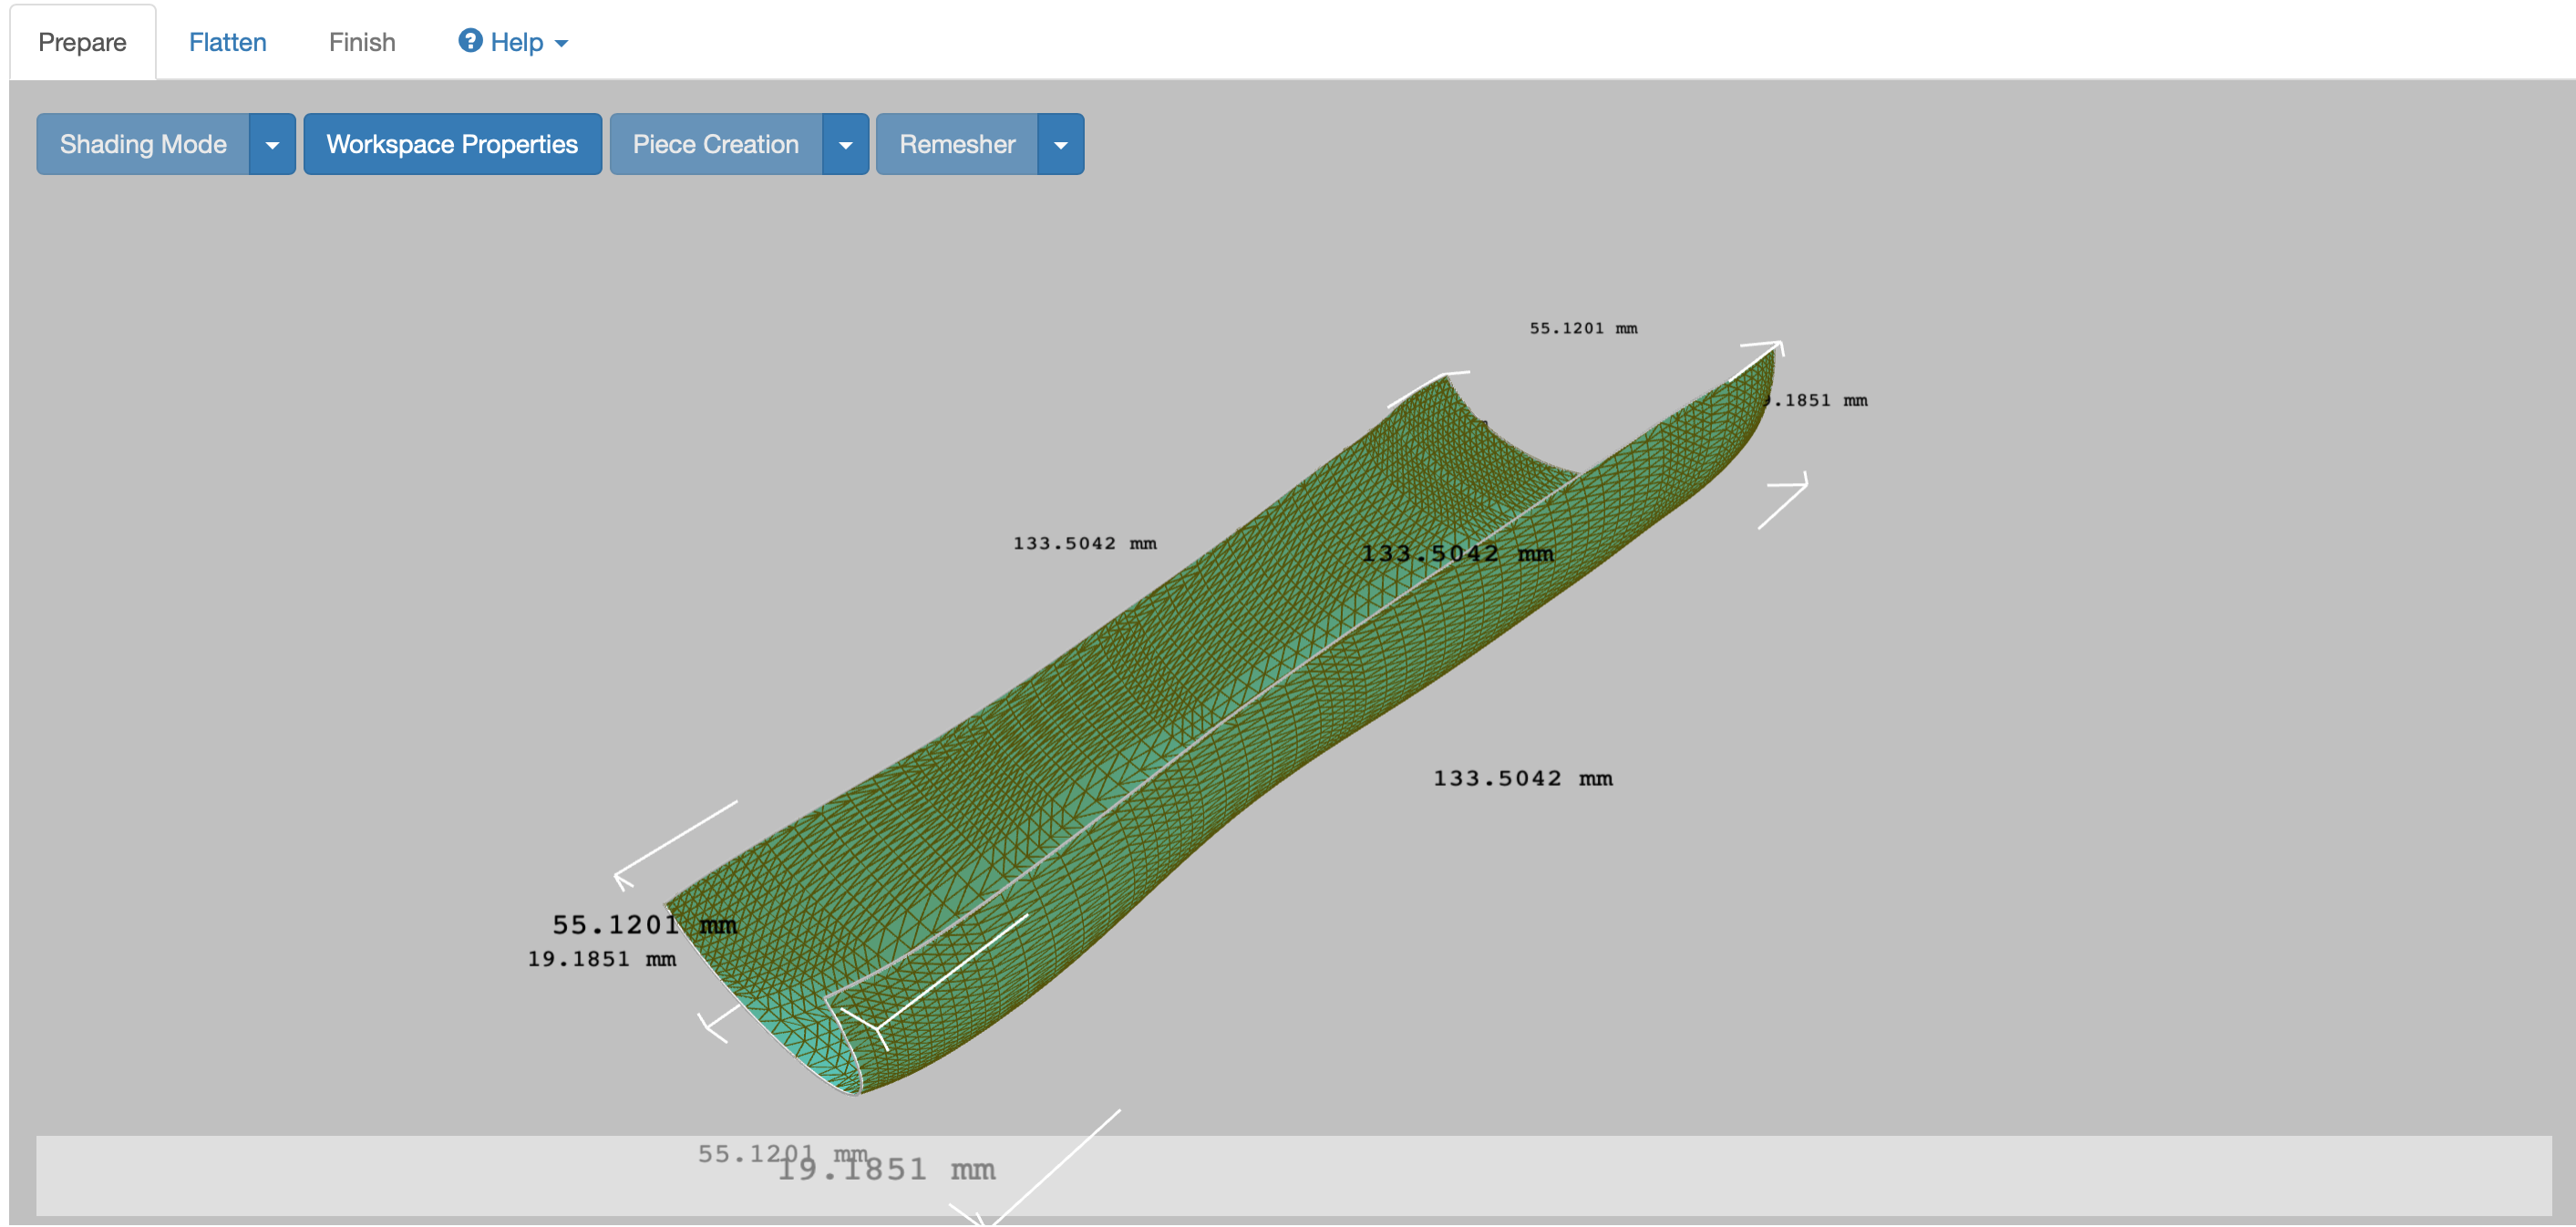 Prepare Flatten Finish Help
Shading Mode Workspace Properties Piece Creation Remesher
55.1201 mm
.1851 mm
133.5042 mm
133.5042 mm
133.5042 mm
55.1201 mm
19.1851 mm
55.1201 mm
19.1851 mm